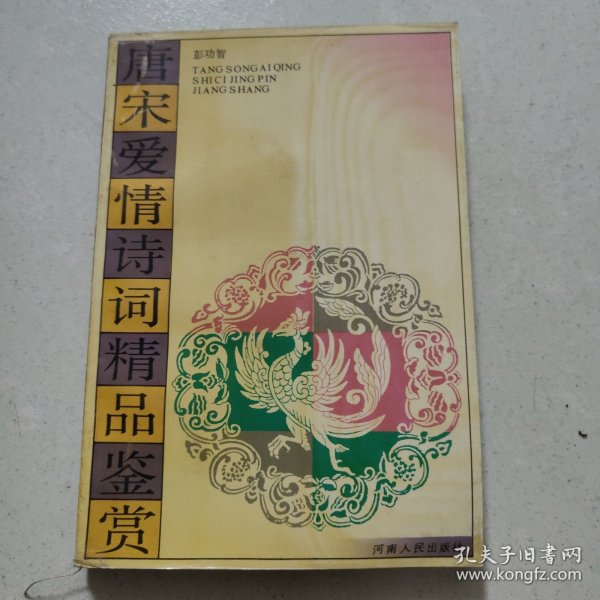 唐宋爱情诗词精品鉴赏
彭功智
TANG SONG AI QING
SHI CI JING PIN
JIANG SHANG
河南人民出版社
孔夫子旧书网
www.kongfz.com